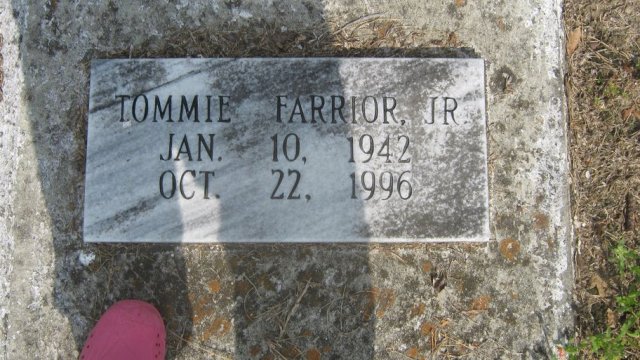 TOMMIE FARRIOR, JR.
JAN. 10, 1942
OCT. 22, 1996